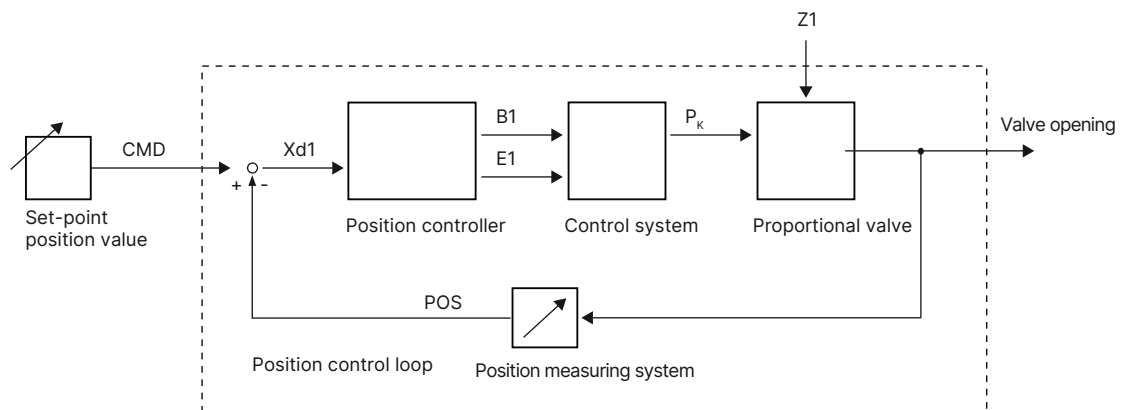 Z1
Valve opening
B1
P_K
CMD
Xd1
E1
+ -
Set-point
position value
Position controller
Control system
Proportional valve
POS
Position control loop
Position measuring system